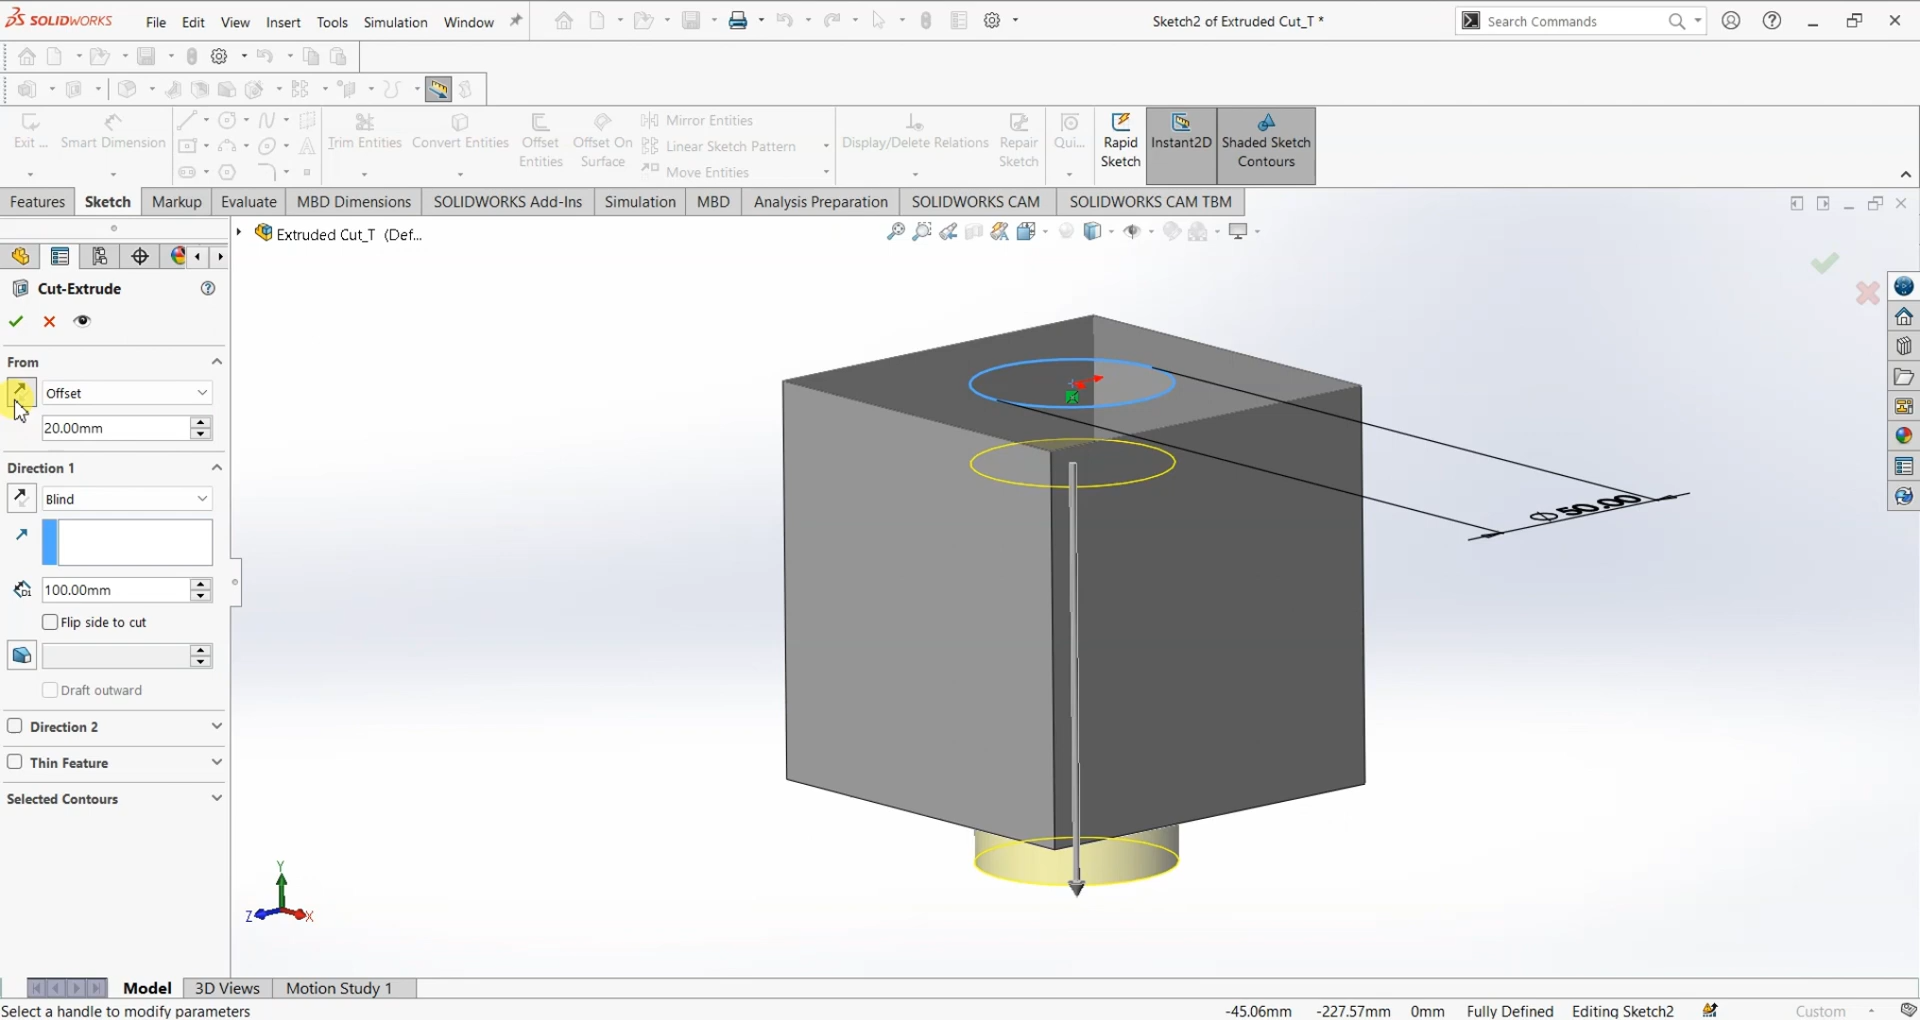 SOLIDWORKS File Edit View Insert Tools Simulation Window Sketch2 of Extruded Cut_T * Search Commands
Exit ... Smart Dimension Trim Entities Convert Entities Offset Entities Offset On Surface Mirror Entities Linear Sketch Pattern Move Entities Display/Delete Relations Repair Sketch Qui... Rapid Sketch Instant2D Shaded Sketch Contours
Features Sketch Markup Evaluate MBD Dimensions SOLIDWORKS Add-Ins Simulation MBD Analysis Preparation SOLIDWORKS CAM SOLIDWORKS CAM TBM
Extruded Cut_T (Def...
Cut-Extrude
From
Offset
20.00mm
Direction 1
Blind
D1 100.00mm
Flip side to cut
Draft outward
Direction 2
Thin Feature
Selected Contours
∅ 50.00
Y
Z X
Model 3D Views Motion Study 1
Select a handle to modify parameters -45.06mm -227.57mm 0mm Fully Defined Editing Sketch2 Custom